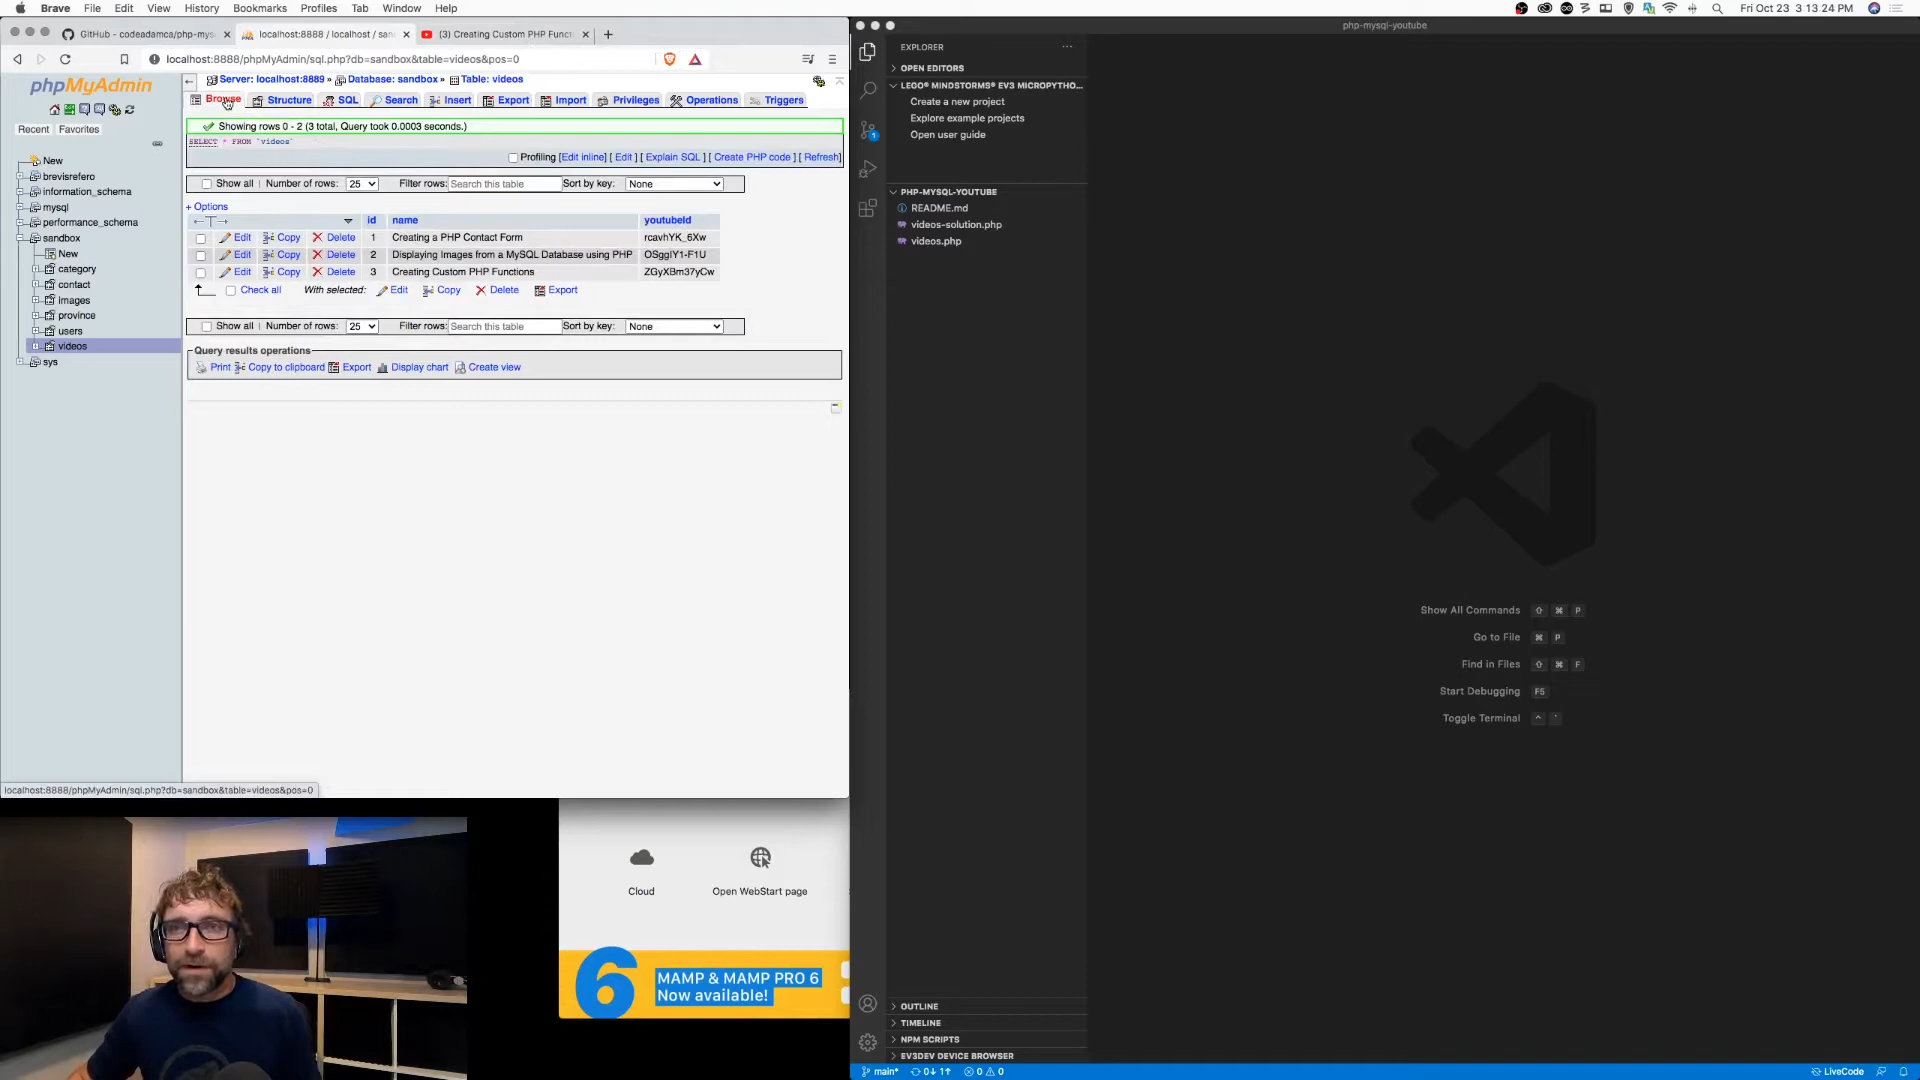 Brave File Edit View History Bookmarks Profiles Tab Window Help
Fri Oct 23 3 13 24 PM
GitHub - codeadamca/php-mys
localhost:8888 / localhost / san
(3) Creating Custom PHP Funct
localhost:8888/phpMyAdmin/sql.php?db=sandbox&table=videos&pos=0
phpMyAdmin
Recent Favorites
New
brevisrefero
information_schema
mysql
performance_schema
sandbox
New
category
contact
images
province
users
videos
sys
Server: localhost:8889 » Database: sandbox » Table: videos
Browse Structure SQL Search Insert Export Import Privileges Operations Triggers
Showing rows 0 - 2 (3 total, Query took 0.0003 seconds.)
SELECT * FROM `videos`
Profiling [Edit inline] [ Edit ] [ Explain SQL ] [ Create PHP code ] [ Refresh]
Show all | Number of rows: 25 Filter rows: Search this table Sort by key: None
+ Options
id name youtubeId
Edit Copy Delete 1 Creating a PHP Contact Form rcavhYK_6Xw
Edit Copy Delete 2 Displaying Images from a MySQL Database using PHP OSggIY1-F1U
Edit Copy Delete 3 Creating Custom PHP Functions ZGyXBm37yCw
Check all With selected: Edit Copy Delete Export
Show all | Number of rows: 25 Filter rows: Search this table Sort by key: None
Query results operations
Print Copy to clipboard Export Display chart Create view
localhost:8888/phpMyAdmin/sql.php?db=sandbox&table=videos&pos=0
Cloud
Open WebStart page
6
MAMP & MAMP PRO 6
Now available!
php-mysql-youtube
EXPLORER
OPEN EDITORS
LEGO® MINDSTORMS® EV3 MICROPYTHO...
Create a new project
Explore example projects
Open user guide
PHP-MYSQL-YOUTUBE
README.md
videos-solution.php
videos.php
1
Show All Commands ⇧ ⌘ P
Go to File ⌘ P
Find in Files ⇧ ⌘ F
Start Debugging F5
Toggle Terminal ^ `
OUTLINE
TIMELINE
NPM SCRIPTS
EV3DEV DEVICE BROWSER
main* 0↓ 1↑ 0 0
LiveCode